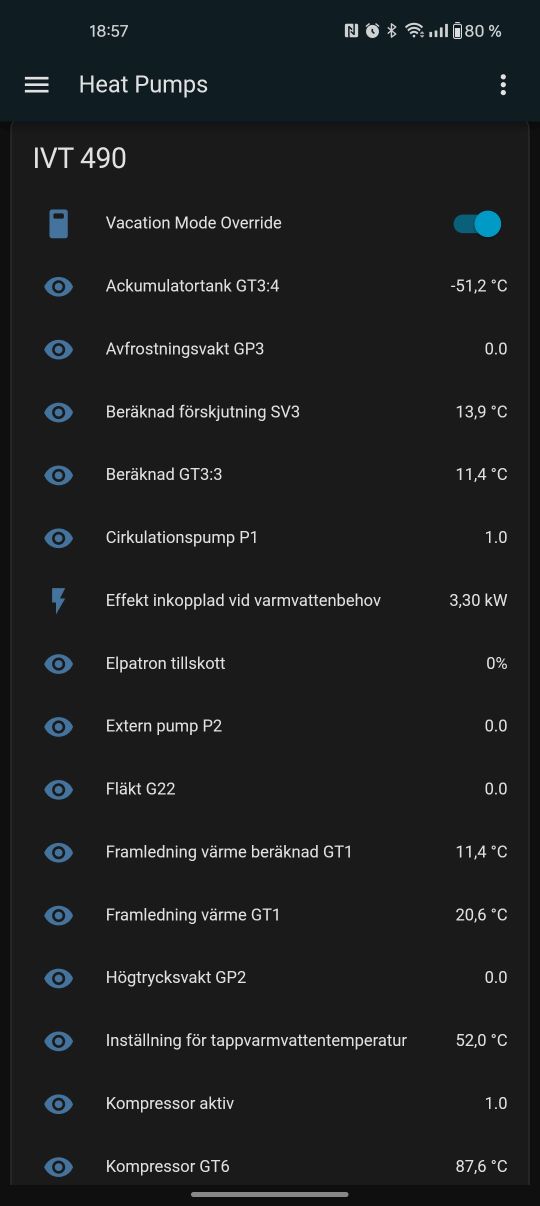 18:57
80 %
Heat Pumps
IVT 490
Vacation Mode Override
Ackumulatortank GT3:4 -51,2 °C
Avfrostningsvakt GP3 0.0
Beräknad förskjutning SV3 13,9 °C
Beräknad GT3:3 11,4 °C
Cirkulationspump P1 1.0
Effekt inkopplad vid varmvattenbehov 3,30 kW
Elpatron tillskott 0%
Extern pump P2 0.0
Fläkt G22 0.0
Framledning värme beräknad GT1 11,4 °C
Framledning värme GT1 20,6 °C
Högtrycksvakt GP2 0.0
Inställning för tappvarmvattentemperatur 52,0 °C
Kompressor aktiv 1.0
Kompressor GT6 87,6 °C